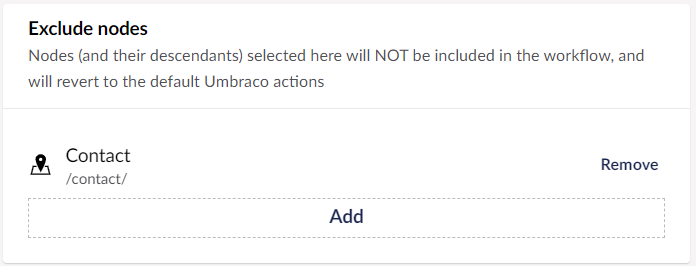 Exclude nodes
Nodes (and their descendants) selected here will NOT be included in the workflow, and
will revert to the default Umbraco actions
Contact
/contact/
Remove
Add